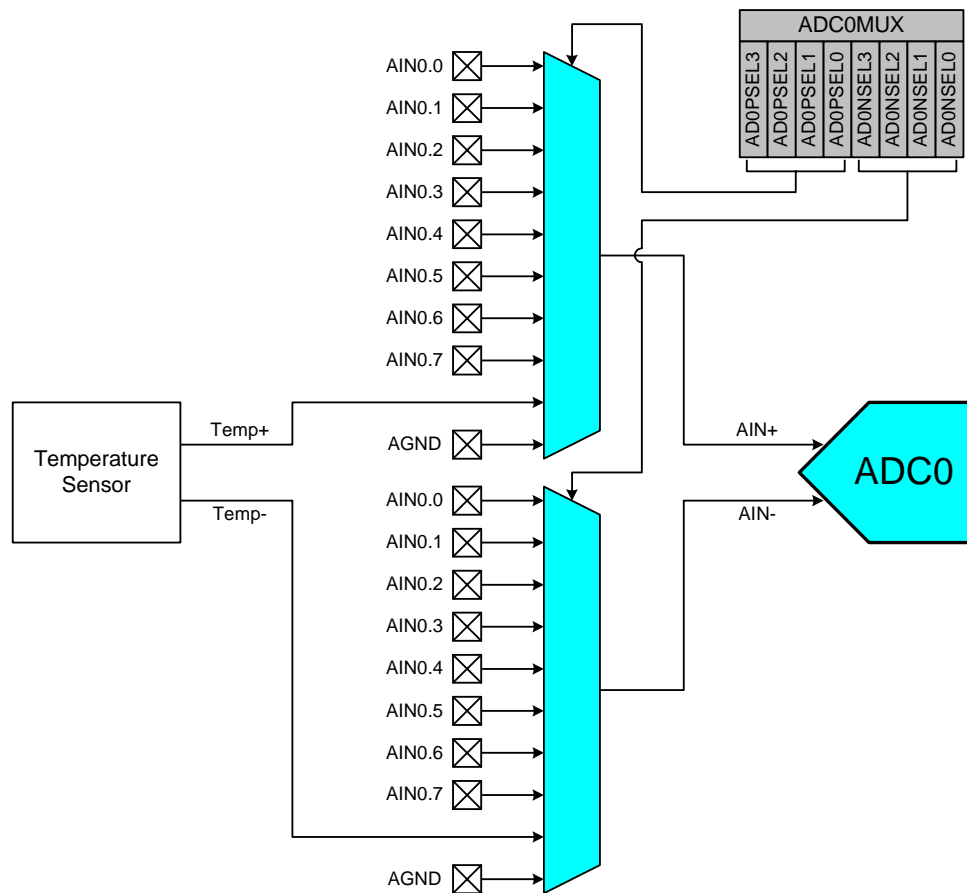 ADC0MUX
AD0PSEL3
AD0PSEL2
AD0PSEL1
AD0PSEL0
AD0NSEL3
AD0NSEL2
AD0NSEL1
AD0NSEL0
AIN0.0
AIN0.1
AIN0.2
AIN0.3
AIN0.4
AIN0.5
AIN0.6
AIN0.7
AGND
Temperature
Sensor
Temp+
Temp-
AIN0.0
AIN0.1
AIN0.2
AIN0.3
AIN0.4
AIN0.5
AIN0.6
AIN0.7
AGND
AIN+
AIN-
ADC0